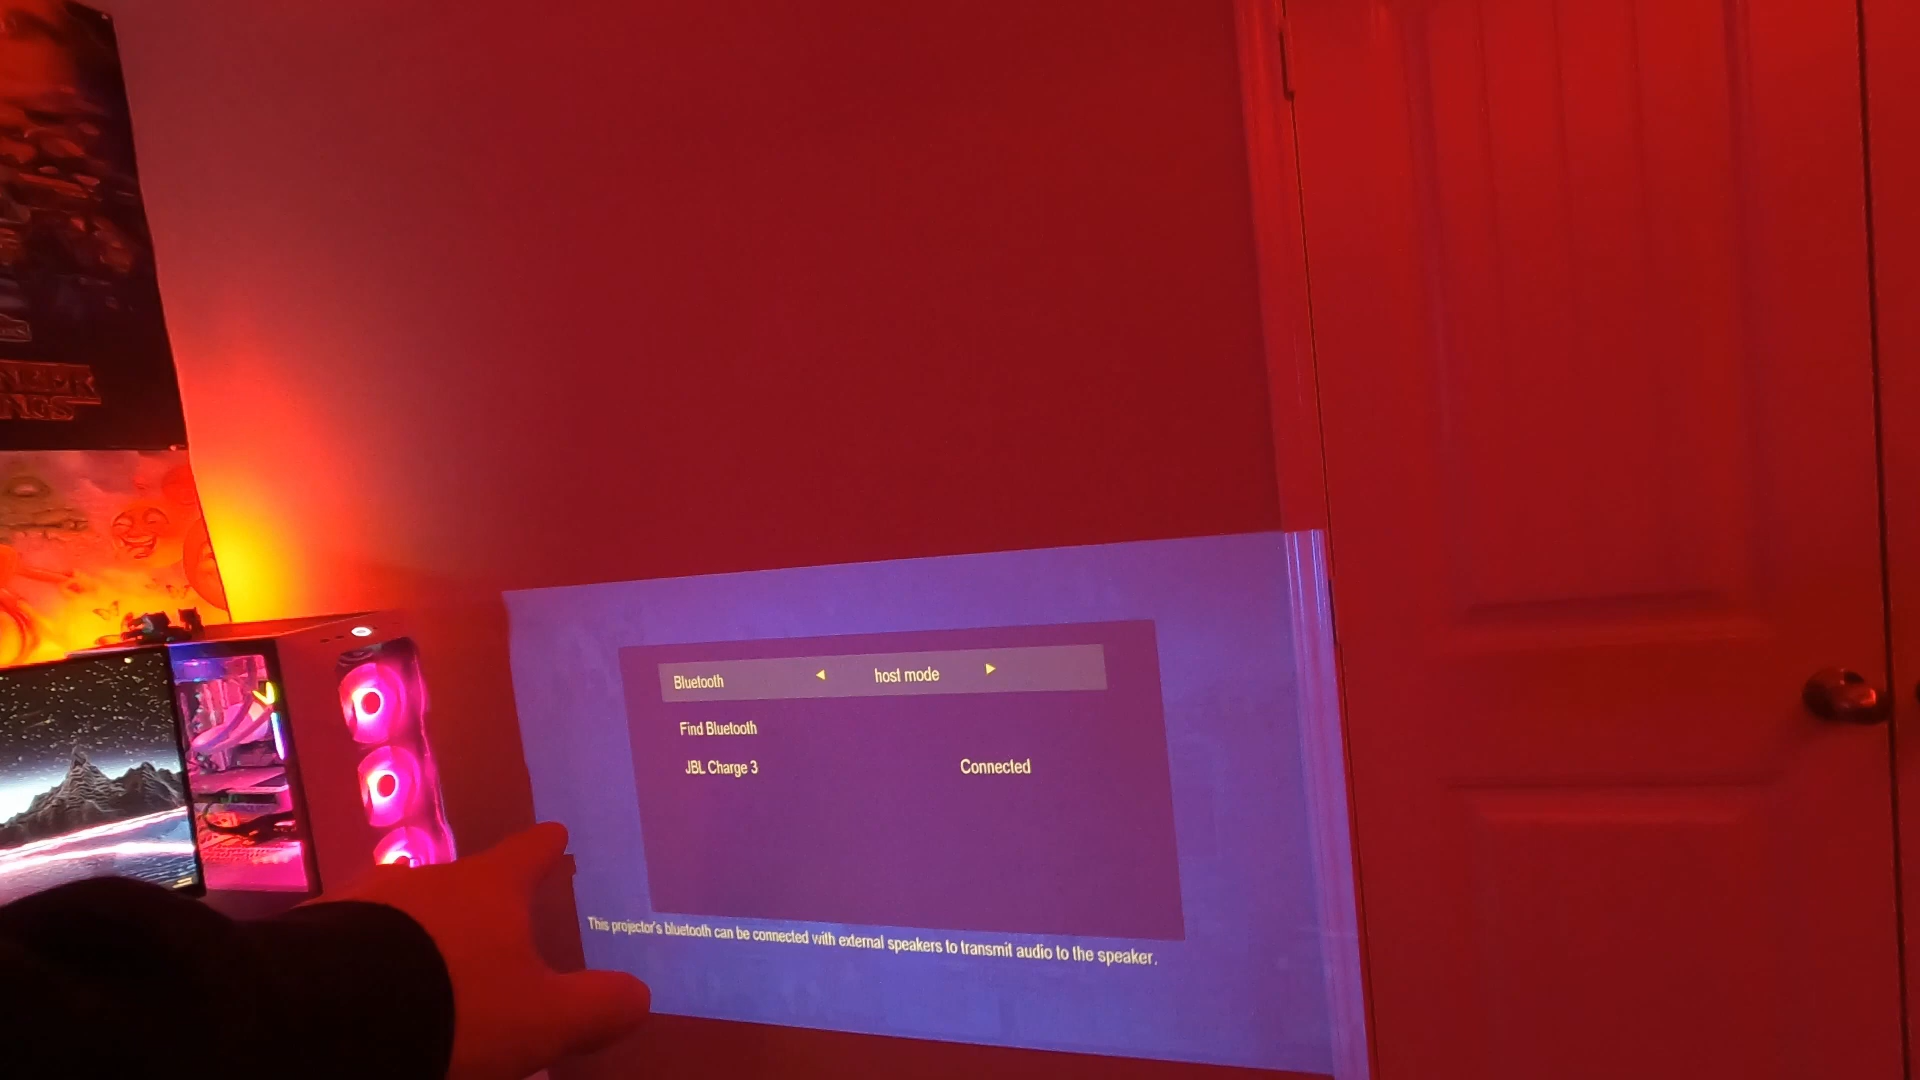 Bluetooth ◀ host mode ▶
Find Bluetooth
JBL Charge 3 Connected
This projector's bluetooth can be connected with external speakers to transmit audio to the speaker.